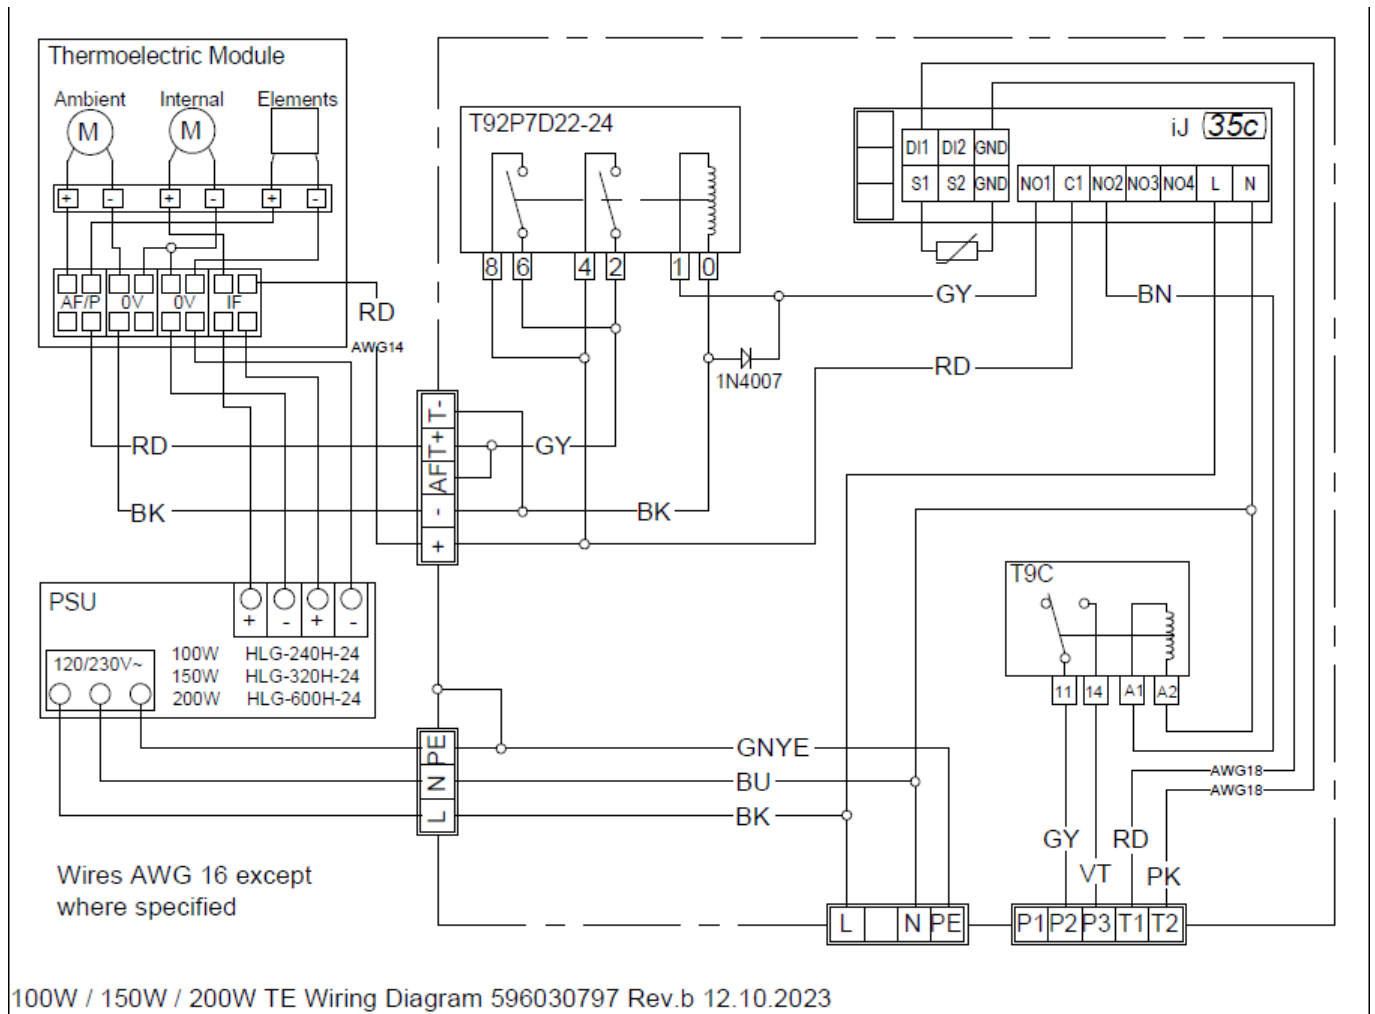 Thermoelectric Module
Ambient Internal Elements
M M
+ - + - + -
AF/P 0V 0V IF
RD
AWG14
T92P7D22-24
8 6 4 2 1 0
1N4007
iJ 35c
DI1 DI2 GND
S1 S2 GND NO1 C1 NO2 NO3 NO4 L N
GY
BN
RD
T-
T+
AF
-
+
RD
GY
BK
BK
PSU
+ - + -
120/230V~
100W HLG-240H-24
150W HLG-320H-24
200W HLG-600H-24
T9C
11 14 A1 A2
PE
N
L
GNYE
BU
BK
AWG18
AWG18
GY
RD
VT
PK
L N PE
P1 P2 P3 T1 T2
Wires AWG 16 except
where specified
100W / 150W / 200W TE Wiring Diagram 596030797 Rev.b 12.10.2023